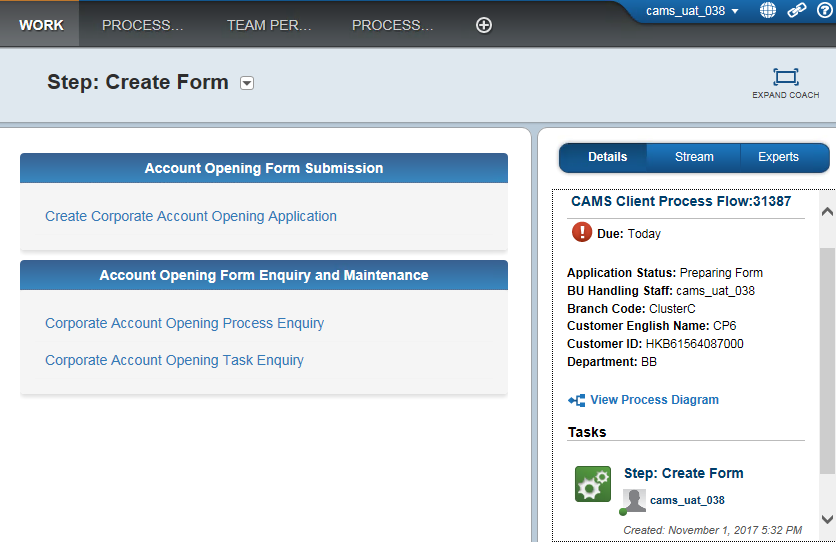 WORK PROCESS... TEAM PER... PROCESS... cams_uat_038
Step: Create Form
EXPAND COACH
Account Opening Form Submission
Create Corporate Account Opening Application
Account Opening Form Enquiry and Maintenance
Corporate Account Opening Process Enquiry
Corporate Account Opening Task Enquiry
Details Stream Experts
CAMS Client Process Flow:31387
Due: Today
Application Status: Preparing Form
BU Handling Staff: cams_uat_038
Branch Code: ClusterC
Customer English Name: CP6
Customer ID: HKB61564087000
Department: BB
View Process Diagram
Tasks
Step: Create Form
cams_uat_038
Created: November 1, 2017 5:32 PM